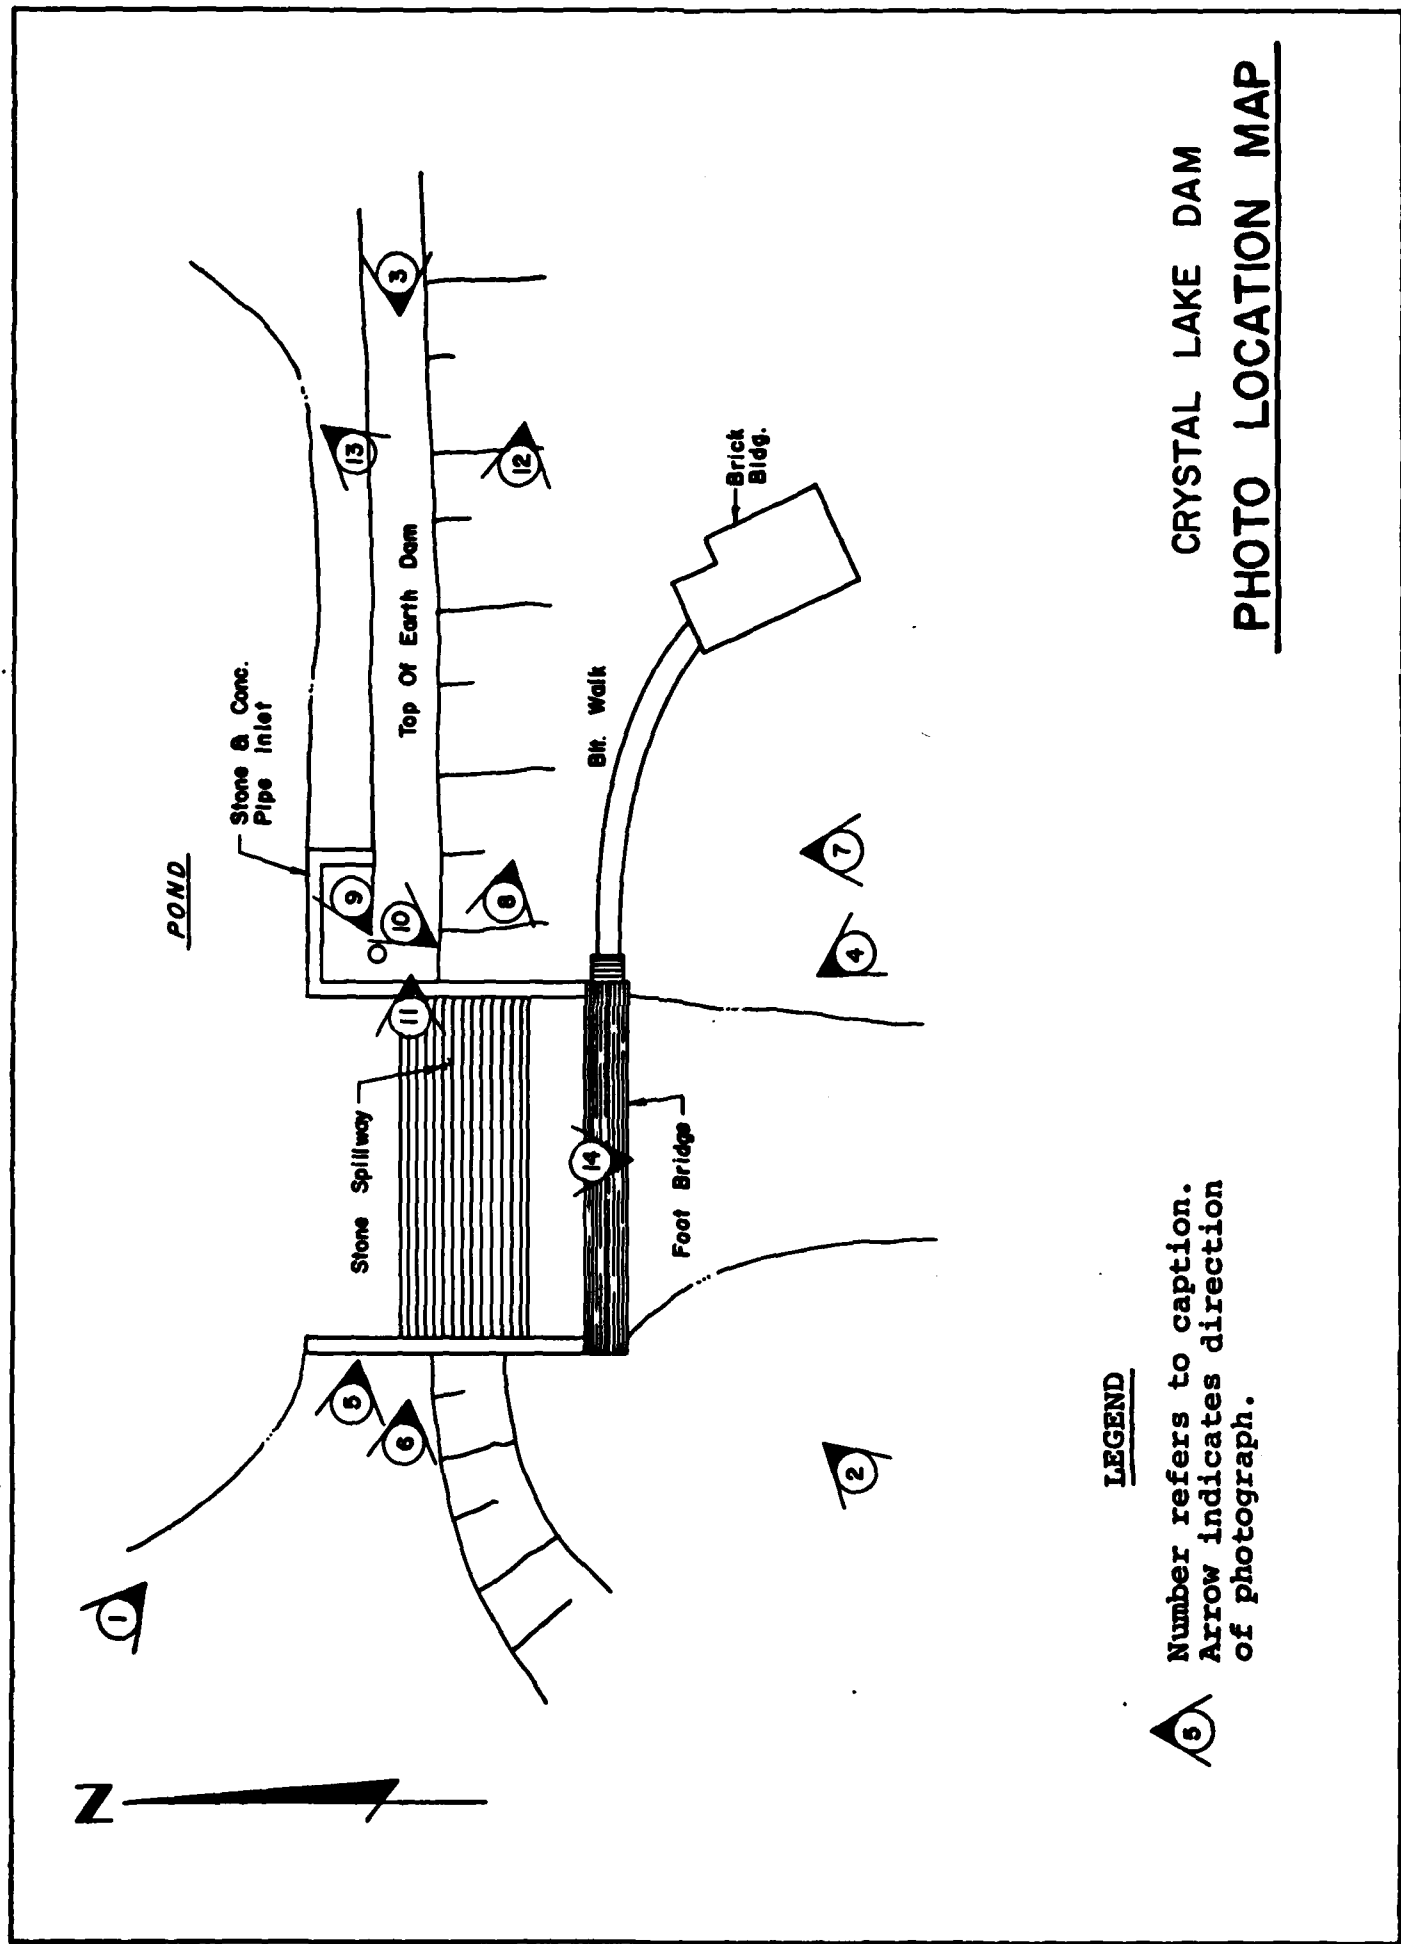 N
POND
Stone & Conc.
Pipe Inlet
1
5
6
9
10
11
13
3
Stone Spillway
Top Of Earth Dam
8
12
14
Foot Bridge
Bit. Walk
Brick
Bldg.
2
4
7
LEGEND
5
Number refers to caption.
Arrow indicates direction
of photograph.
CRYSTAL LAKE DAM
PHOTO LOCATION MAP